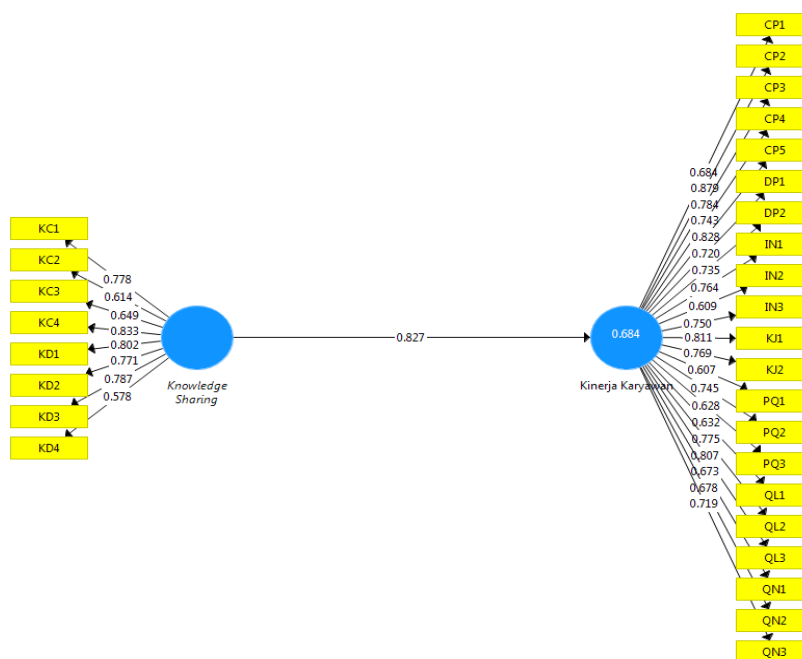 KC1
KC2
KC3
KC4
KD1
KD2
KD3
KD4
0.778
0.614
0.649
0.833
0.802
0.771
0.787
0.578
Knowledge
Sharing
0.827
0.684
Kinerja Karyawan
0.684
0.879
0.784
0.743
0.828
0.720
0.735
0.764
0.609
0.750
0.811
0.769
0.607
0.745
0.628
0.632
0.775
0.807
0.673
0.678
0.719
CP1
CP2
CP3
CP4
CP5
DP1
DP2
IN1
IN2
IN3
KJ1
KJ2
PQ1
PQ2
PQ3
QL1
QL2
QL3
QN1
QN2
QN3